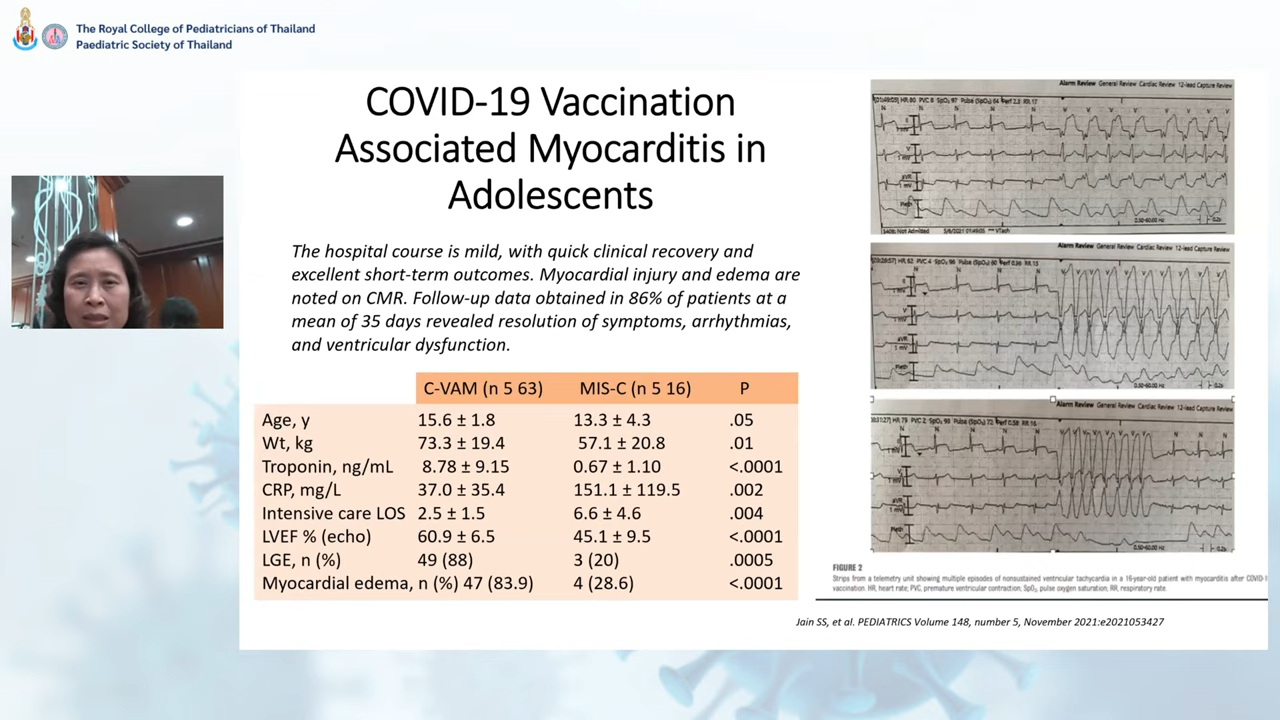 The Royal College of Pediatricians of Thailand
Paediatric Society of Thailand
COVID-19 Vaccination
Associated Myocarditis in
Adolescents
The hospital course is mild, with quick clinical recovery and
exellent short-term outcomes. Myocardial injury and edema are
noted on CMR. Follow-up data obtained in 86% of patients at a
mean of 35 days revealed resolution of symptoms, arrhythmias,
and ventricular dysfunction.
C-VAM (n 5 63) MIS-C (n 5 16) P
Age, y 15.6 ± 1.8 13.3 ± 4.3 .05
Wt, kg 73.3 ± 19.4 57.1 ± 20.8 .01
Troponin, ng/mL 8.78 ± 9.15 0.67 ± 1.10 <.0001
CRP, mg/L 37.0 ± 35.4 151.1 ± 119.5 .002
Intensive care LOS 2.5 ± 1.5 6.6 ± 4.6 .004
LVEF % (echo) 60.9 ± 6.5 45.1 ± 9.5 <.0001
LGE, n (%) 49 (88) 3 (20) .0005
Myocardial edema, n (%) 47 (83.9) 4 (28.6) <.0001
Alarm Review General Review Cardiac Review 12-lead Capture Review
Alarm Review General Review Cardiac Review 12-lead Capture Review
Alarm Review General Review Cardiac Review 12-lead Capture Review
FIGURE 2
Strips from a telemetry unit showing multiple episodes of nonsustained ventricular tachycardia in a 16-year-old patient with myocarditis after COVID-1
vaccination. HR, heart rate; PVC, premature ventricular contraction; SpO₂, pulse oxygen saturation; RR, respiratory rate.
Jain SS, et al. PEDIATRICS Volume 148, number 5, November 2021:e2021053427